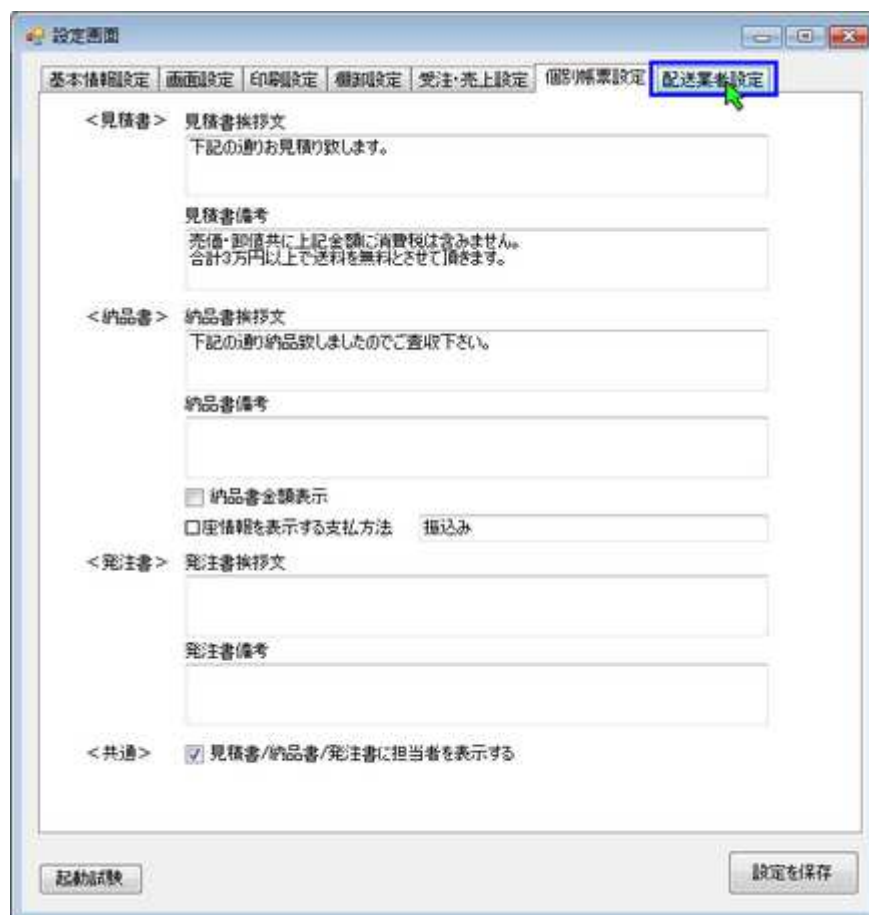 設定画面
基本情報設定 画面設定 印刷設定 棚卸設定 受注・売上設定 個別帳票設定 配送業者設定
<見積書> 見積書挨拶文
下記の通りお見積り致します。
見積書備考
売価・卸値共に上記金額に消費税は含みません。
合計3万円以上で送料を無料とさせて頂きます。
<納品書> 納品書挨拶文
下記の通り納品致しましたのでご査収下さい。
納品書備考
納品書金額表示
口座情報を表示する支払方法 振込み
<発注書> 発注書挨拶文
発注書備考
<共通> 見積書/納品書/発注書に担当者を表示する
起動試験 設定を保存